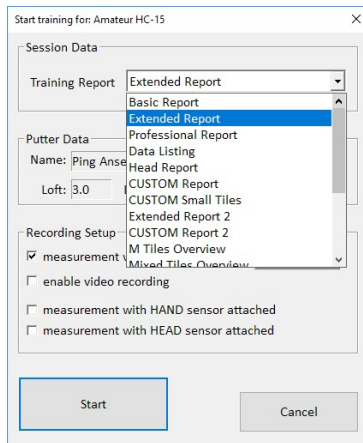 Start training for: Amateur HC-15
Session Data
Training Report Extended Report
Basic Report
Extended Report
Professional Report
Data Listing
Head Report
CUSTOM Report
CUSTOM Small Tiles
Extended Report 2
CUSTOM Report 2
M Tiles Overview
Mixed Tiles Overview
Putter Data
Name: Ping Anse
Loft: 3.0
Recording Setup
measurement
enable video recording
measurement with HAND sensor attached
measurement with HEAD sensor attached
Start
Cancel